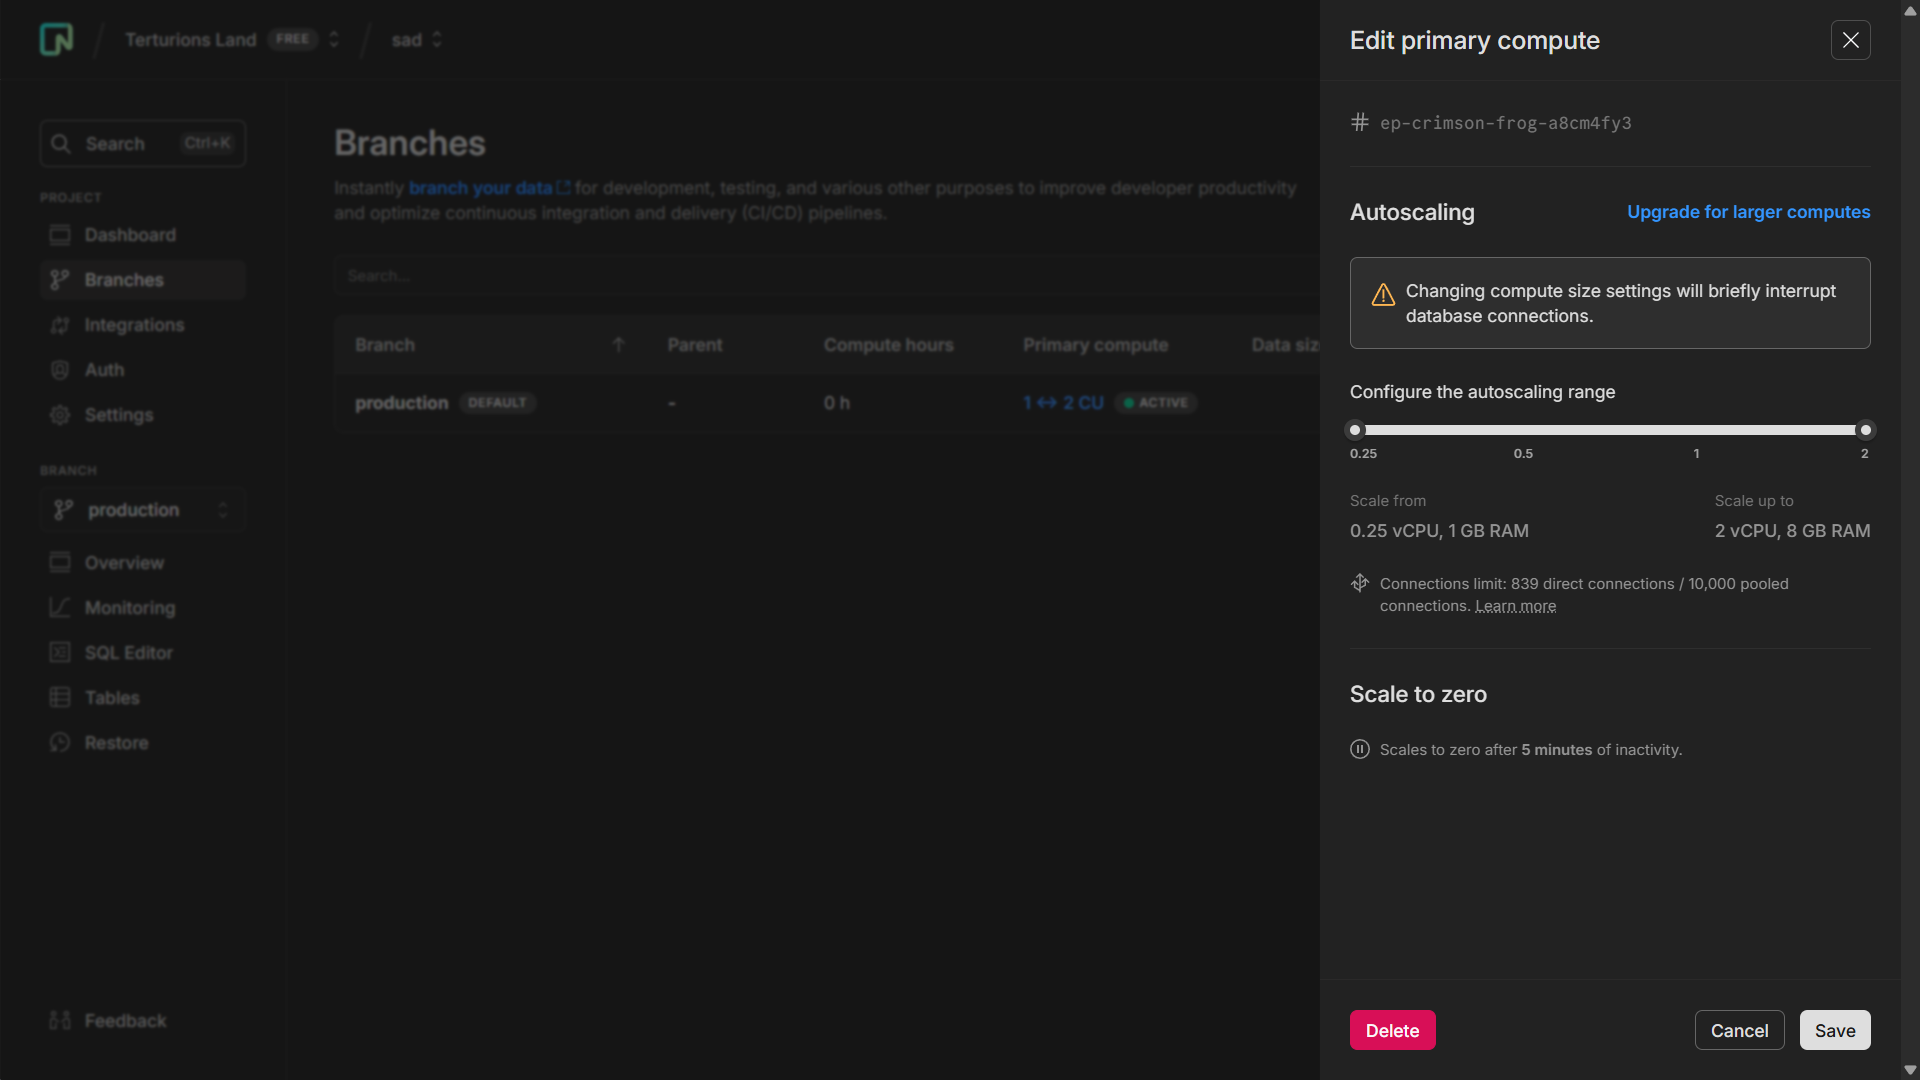 Terturions Land FREE
sad
Search Ctrl+K
PROJECT
Dashboard
Branches
Integrations
Auth
Settings
BRANCH
production
Overview
Monitoring
SQL Editor
Tables
Restore
Feedback
Branches
Instantly branch your data for development, testing, and various other purposes to improve developer productivity
and optimize continuous integration and delivery (CI/CD) pipelines.
Search...
Branch Parent Compute hours Primary compute Data siz
production DEFAULT - 0 h 1 ↔ 2 CU ACTIVE
Edit primary compute
ep-crimson-frog-a8cm4fy3
Autoscaling
Upgrade for larger computes
Changing compute size settings will briefly interrupt
database connections.
Configure the autoscaling range
0.25 0.5 1 2
Scale from Scale up to
0.25 vCPU, 1 GB RAM 2 vCPU, 8 GB RAM
Connections limit: 839 direct connections / 10,000 pooled
connections. Learn more
Scale to zero
Scales to zero after 5 minutes of inactivity.
Delete
Cancel
Save